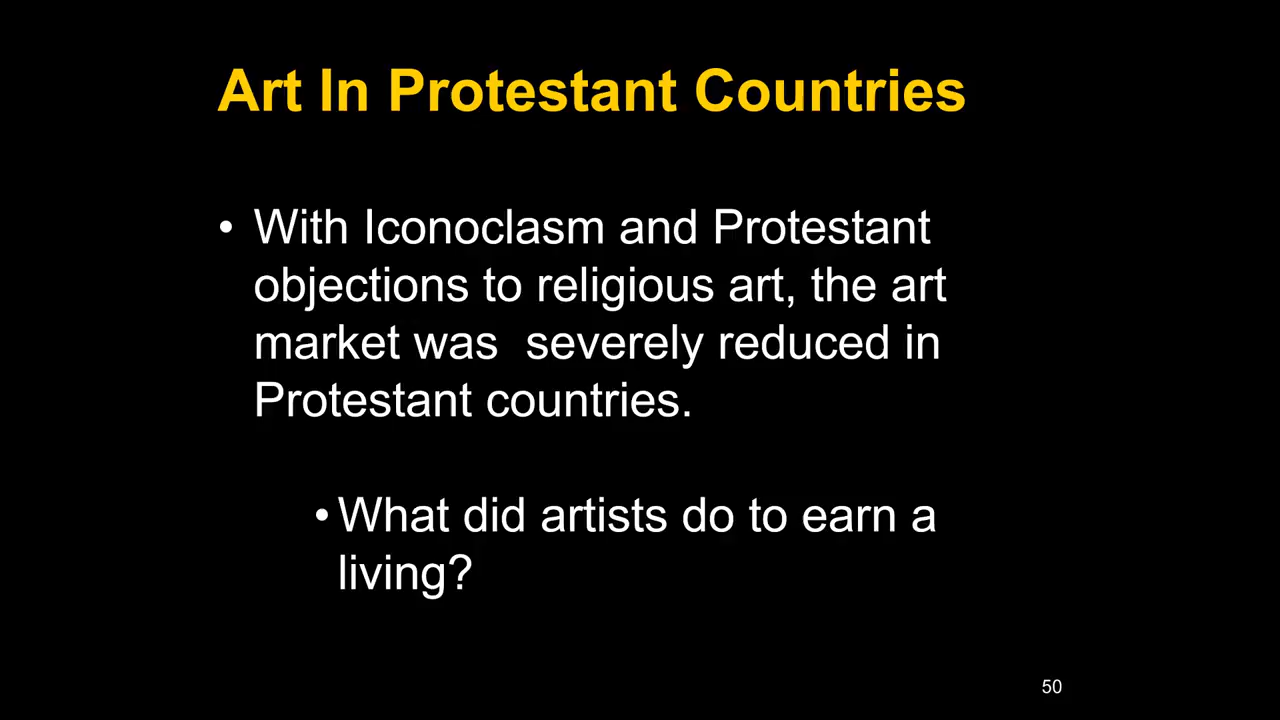 Art In Protestant Countries
• With Iconoclasm and Protestant
objections to religious art, the art
market was  severely reduced in
Protestant countries.
• What did artists do to earn a
living?
50